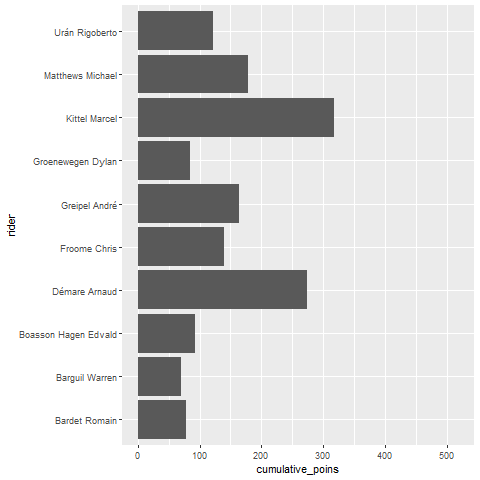 Urán Rigoberto
Matthews Michael
Kittel Marcel
Groenewegen Dylan
Greipel André
Froome Chris
Démare Arnaud
Boasson Hagen Edvald
Barguil Warren
Bardet Romain
rider
0 100 200 300 400 500
cumulative_poins